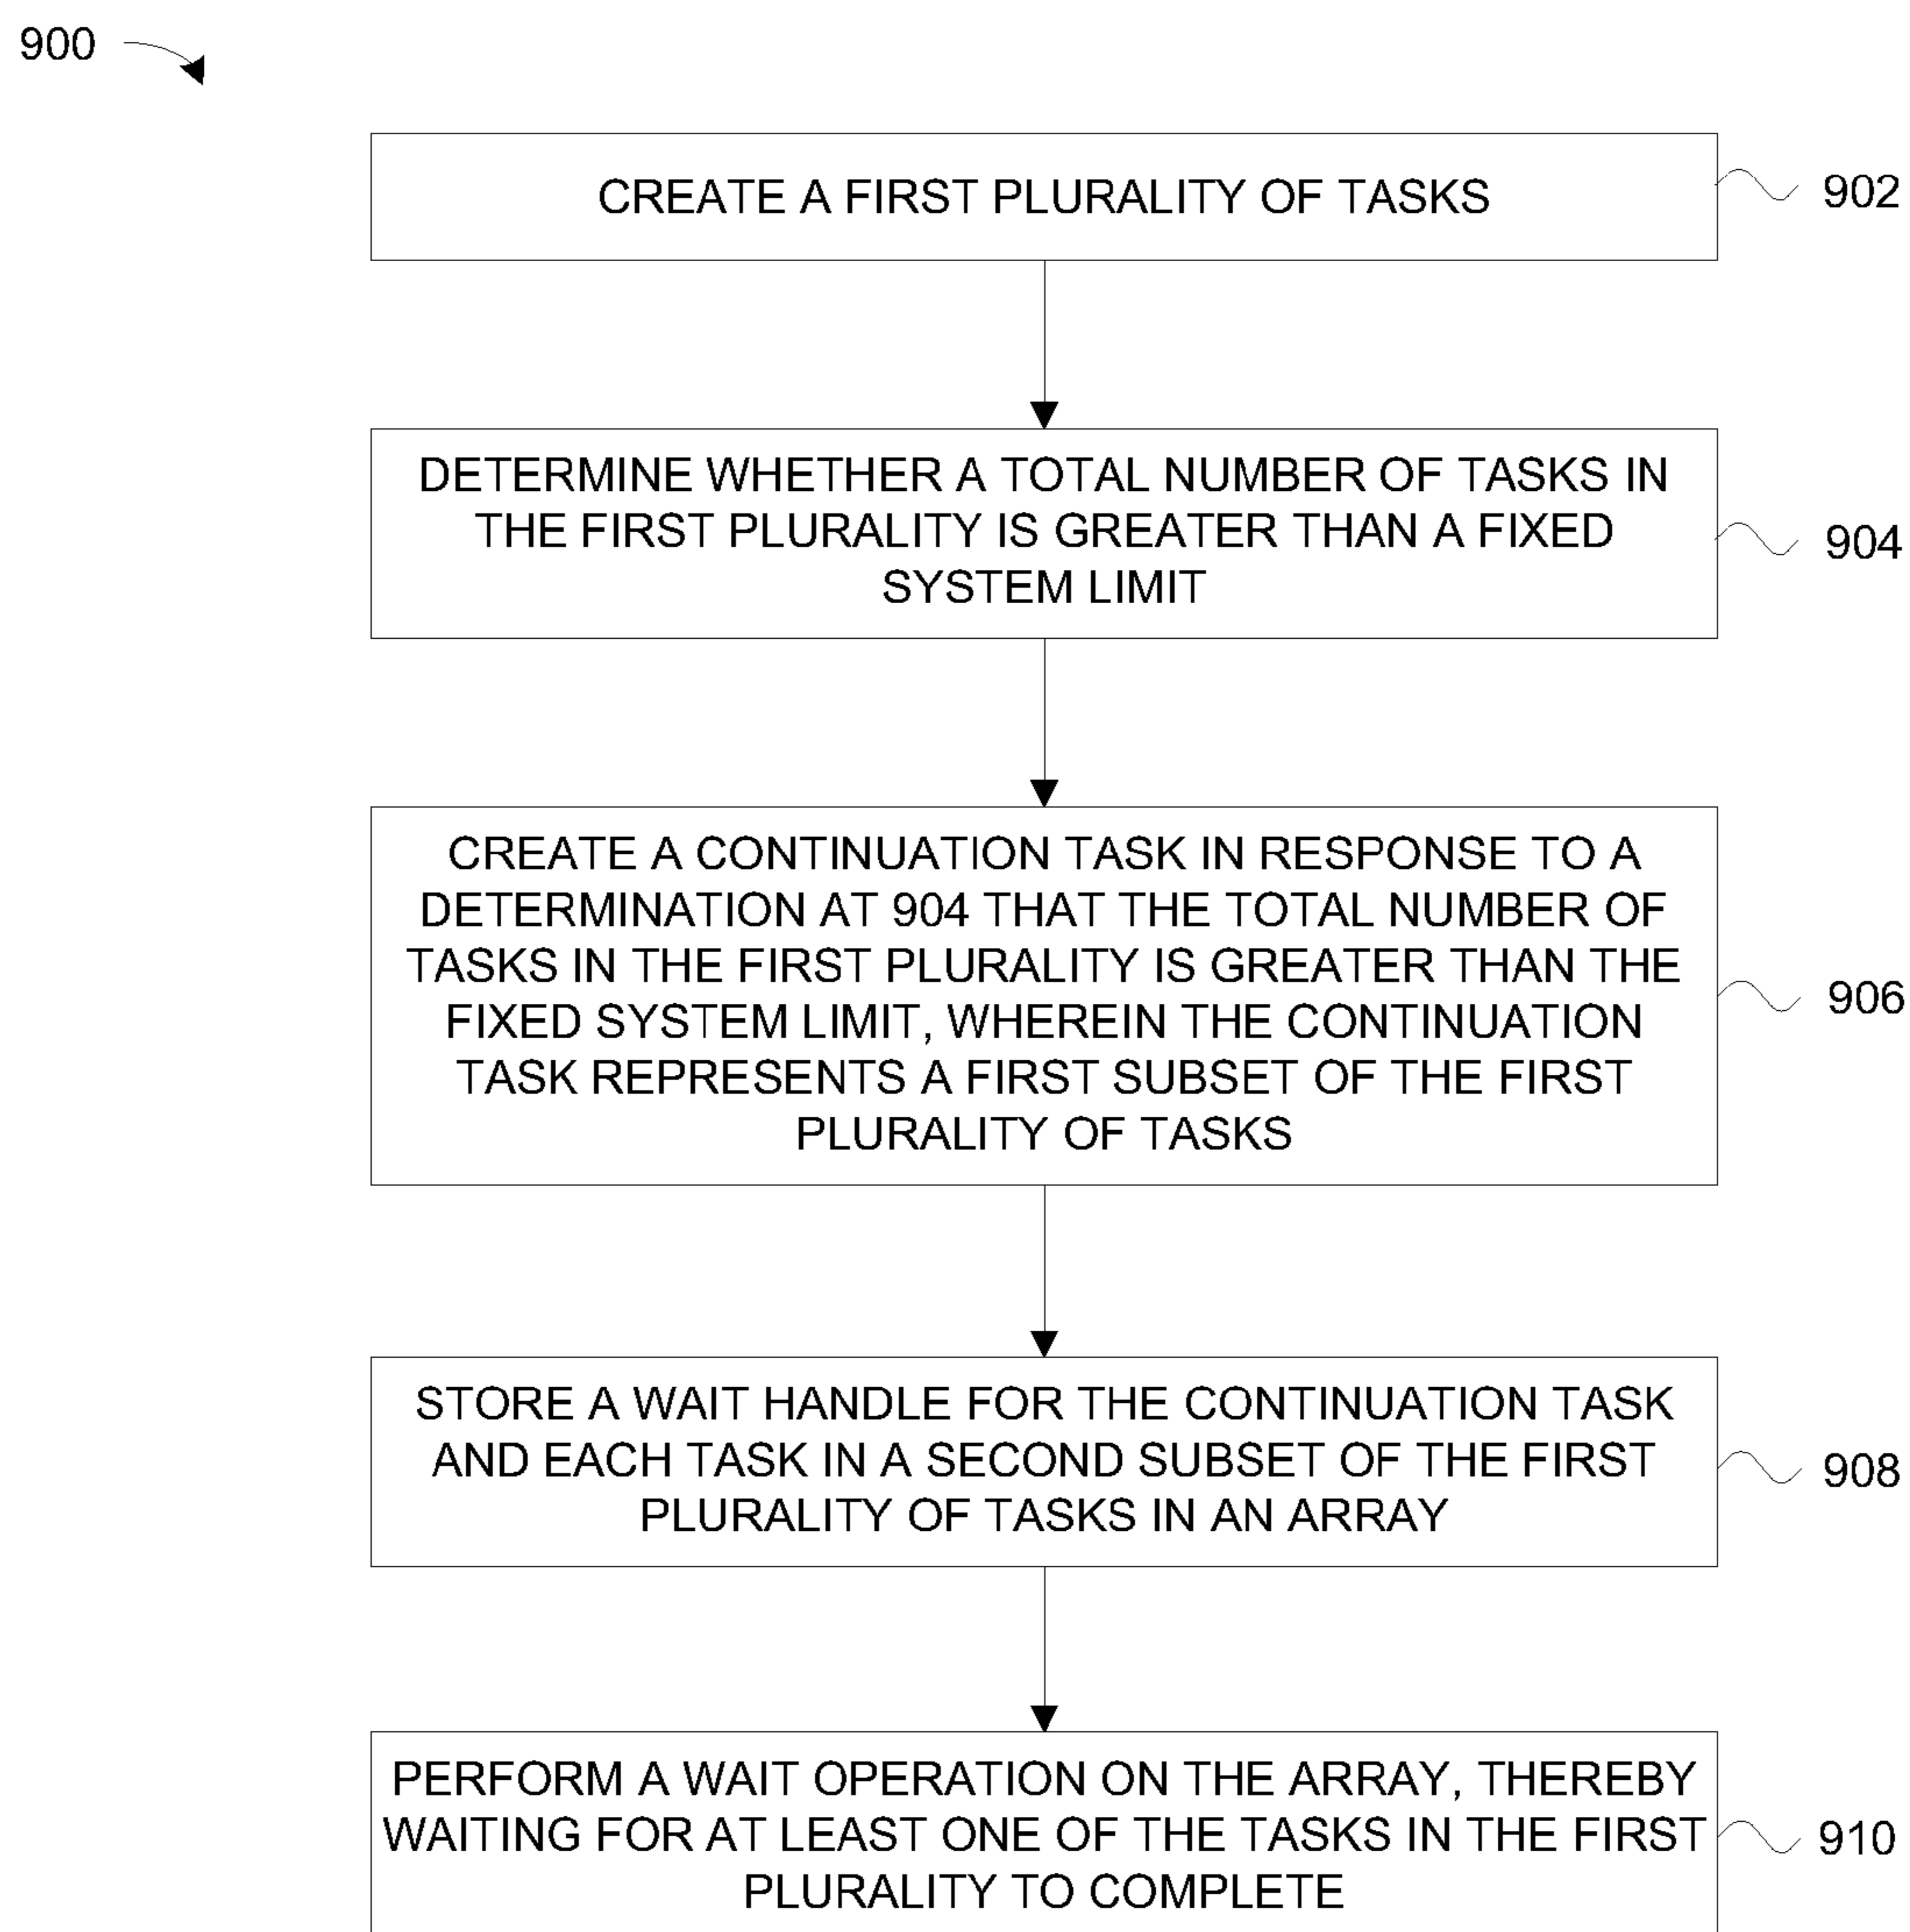 900
CREATE A FIRST PLURALITY OF TASKS
902
DETERMINE WHETHER A TOTAL NUMBER OF TASKS IN
THE FIRST PLURALITY IS GREATER THAN A FIXED
SYSTEM LIMIT
904
CREATE A CONTINUATION TASK IN RESPONSE TO A
DETERMINATION AT 904 THAT THE TOTAL NUMBER OF
TASKS IN THE FIRST PLURALITY IS GREATER THAN THE
FIXED SYSTEM LIMIT, WHEREIN THE CONTINUATION
TASK REPRESENTS A FIRST SUBSET OF THE FIRST
PLURALITY OF TASKS
906
STORE A WAIT HANDLE FOR THE CONTINUATION TASK
AND EACH TASK IN A SECOND SUBSET OF THE FIRST
PLURALITY OF TASKS IN AN ARRAY
908
PERFORM A WAIT OPERATION ON THE ARRAY, THEREBY
WAITING FOR AT LEAST ONE OF THE TASKS IN THE FIRST
PLURALITY TO COMPLETE
910